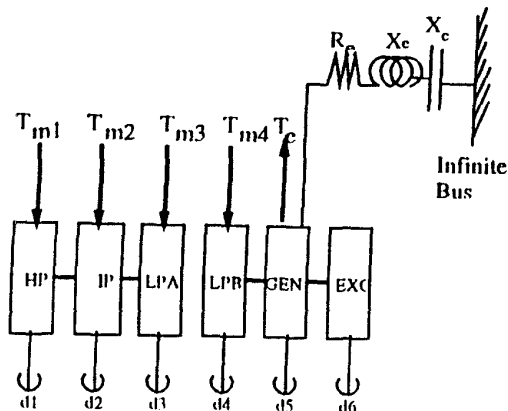 R_e X_e X_c
T_m1 T_m2 T_m3 T_m4 T_e
Infinite
Bus
HP IP LPA LPB GEN EXC
d1 d2 d3 d4 d5 d6